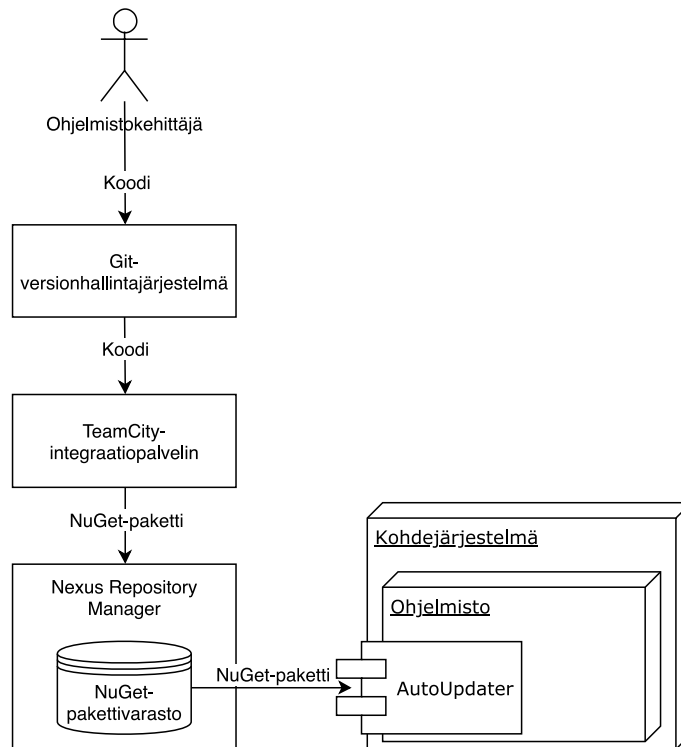 Ohjelmistokehittäjä
Koodi
Git-
versionhallintajärjestelmä
Koodi
TeamCity-
integraatiopalvelin
NuGet-paketti
Nexus Repository
Manager
NuGet-
pakettivarasto
NuGet-paketti
Kohdejärjestelmä
Ohjelmisto
AutoUpdater